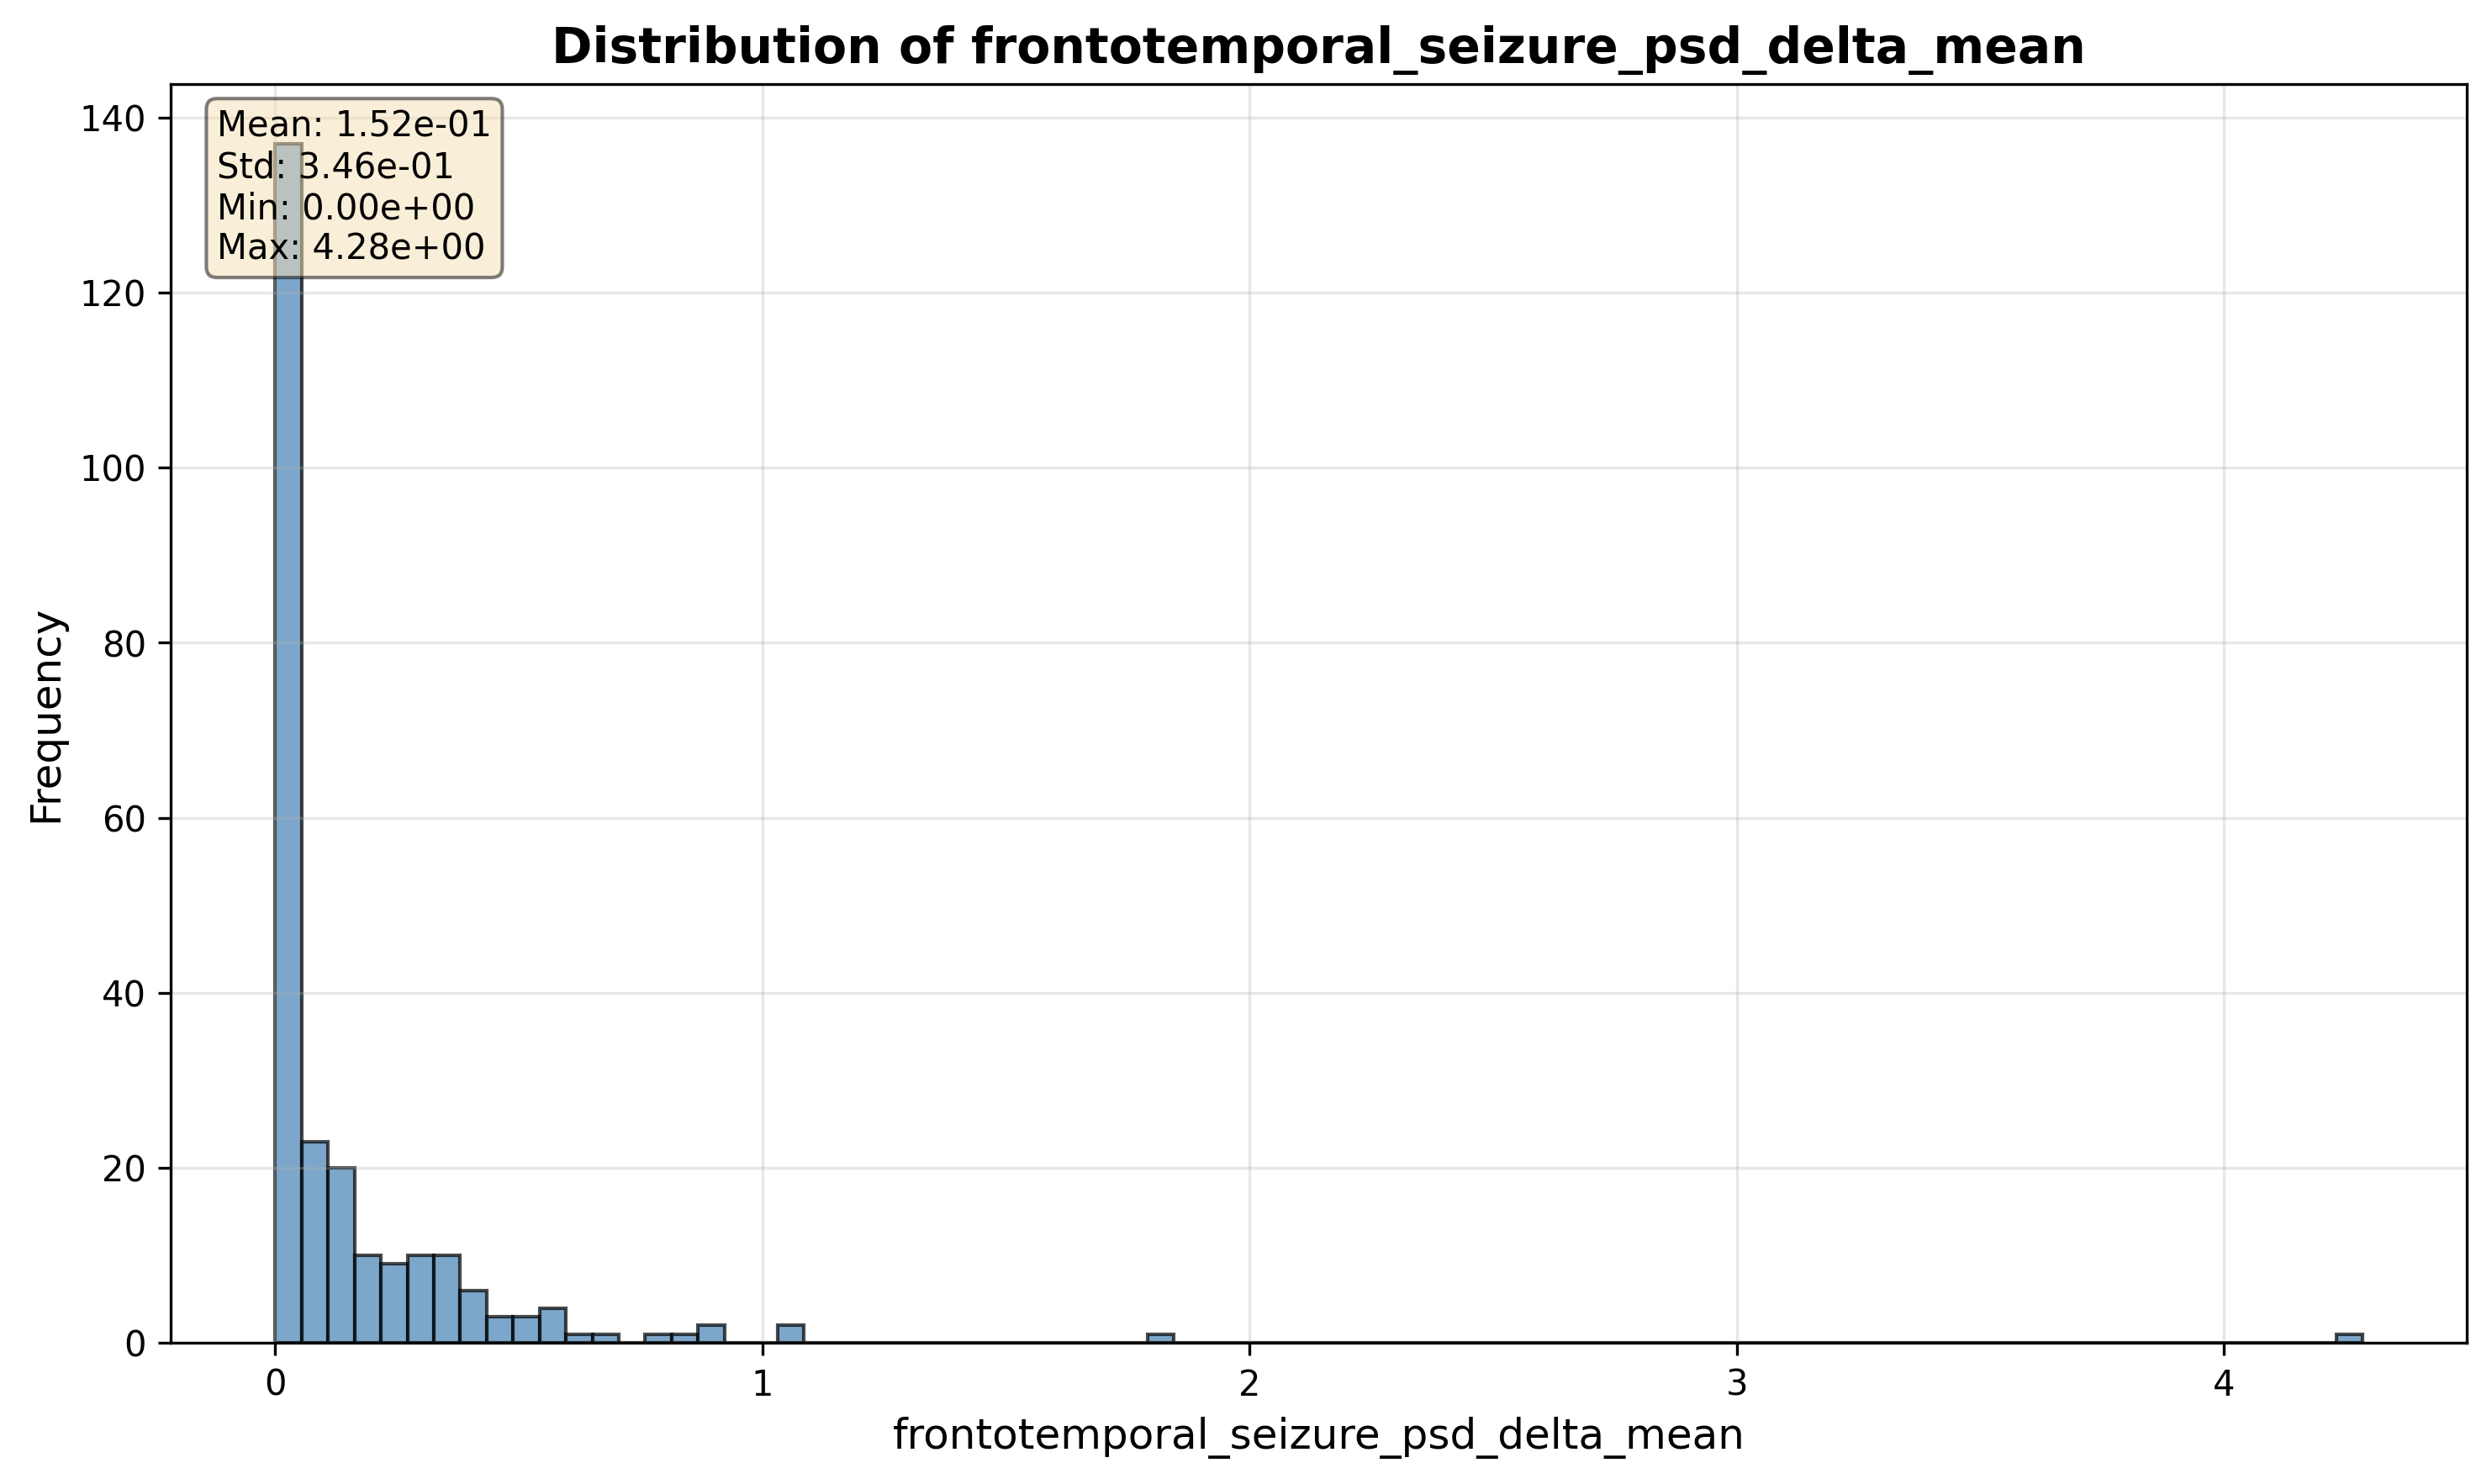 Distribution of frontotemporal_seizure_psd_delta_mean
Mean: 1.52e-01
Std: 3.46e-01
Min: 0.00e+00
Max: 4.28e+00
140
120
100
80
60
40
20
0
Frequency
0 1 2 3 4
frontotemporal_seizure_psd_delta_mean